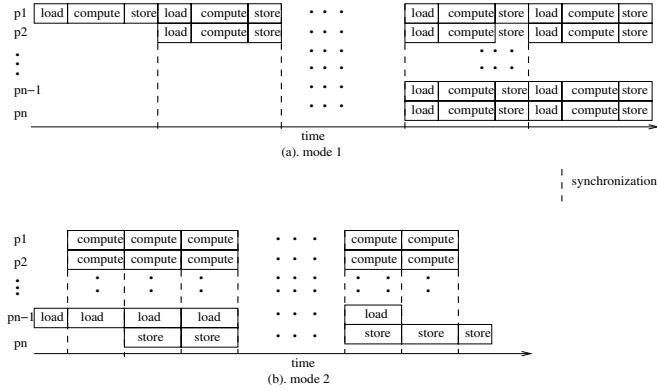 p1 load compute store load compute store load compute store load compute store
p2 load compute store load compute store load compute store
pn−1 load compute store load compute store
pn load compute store load compute store
time
(a). mode 1
synchronization
p1 compute compute compute compute compute
p2 compute compute compute compute compute
pn−1 load load load load load
pn store store store store store
time
(b). mode 2